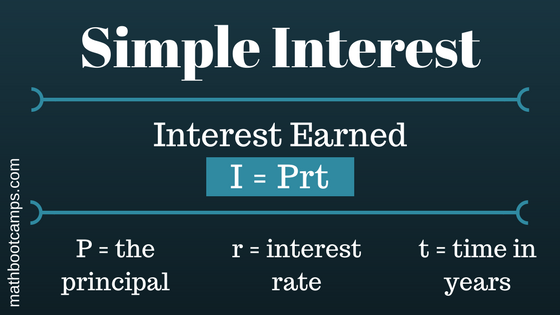 Simple Interest
Interest Earned
I = Prt
P = the
principal
r = interest
rate
t = time in
years
mathbootcamps.com